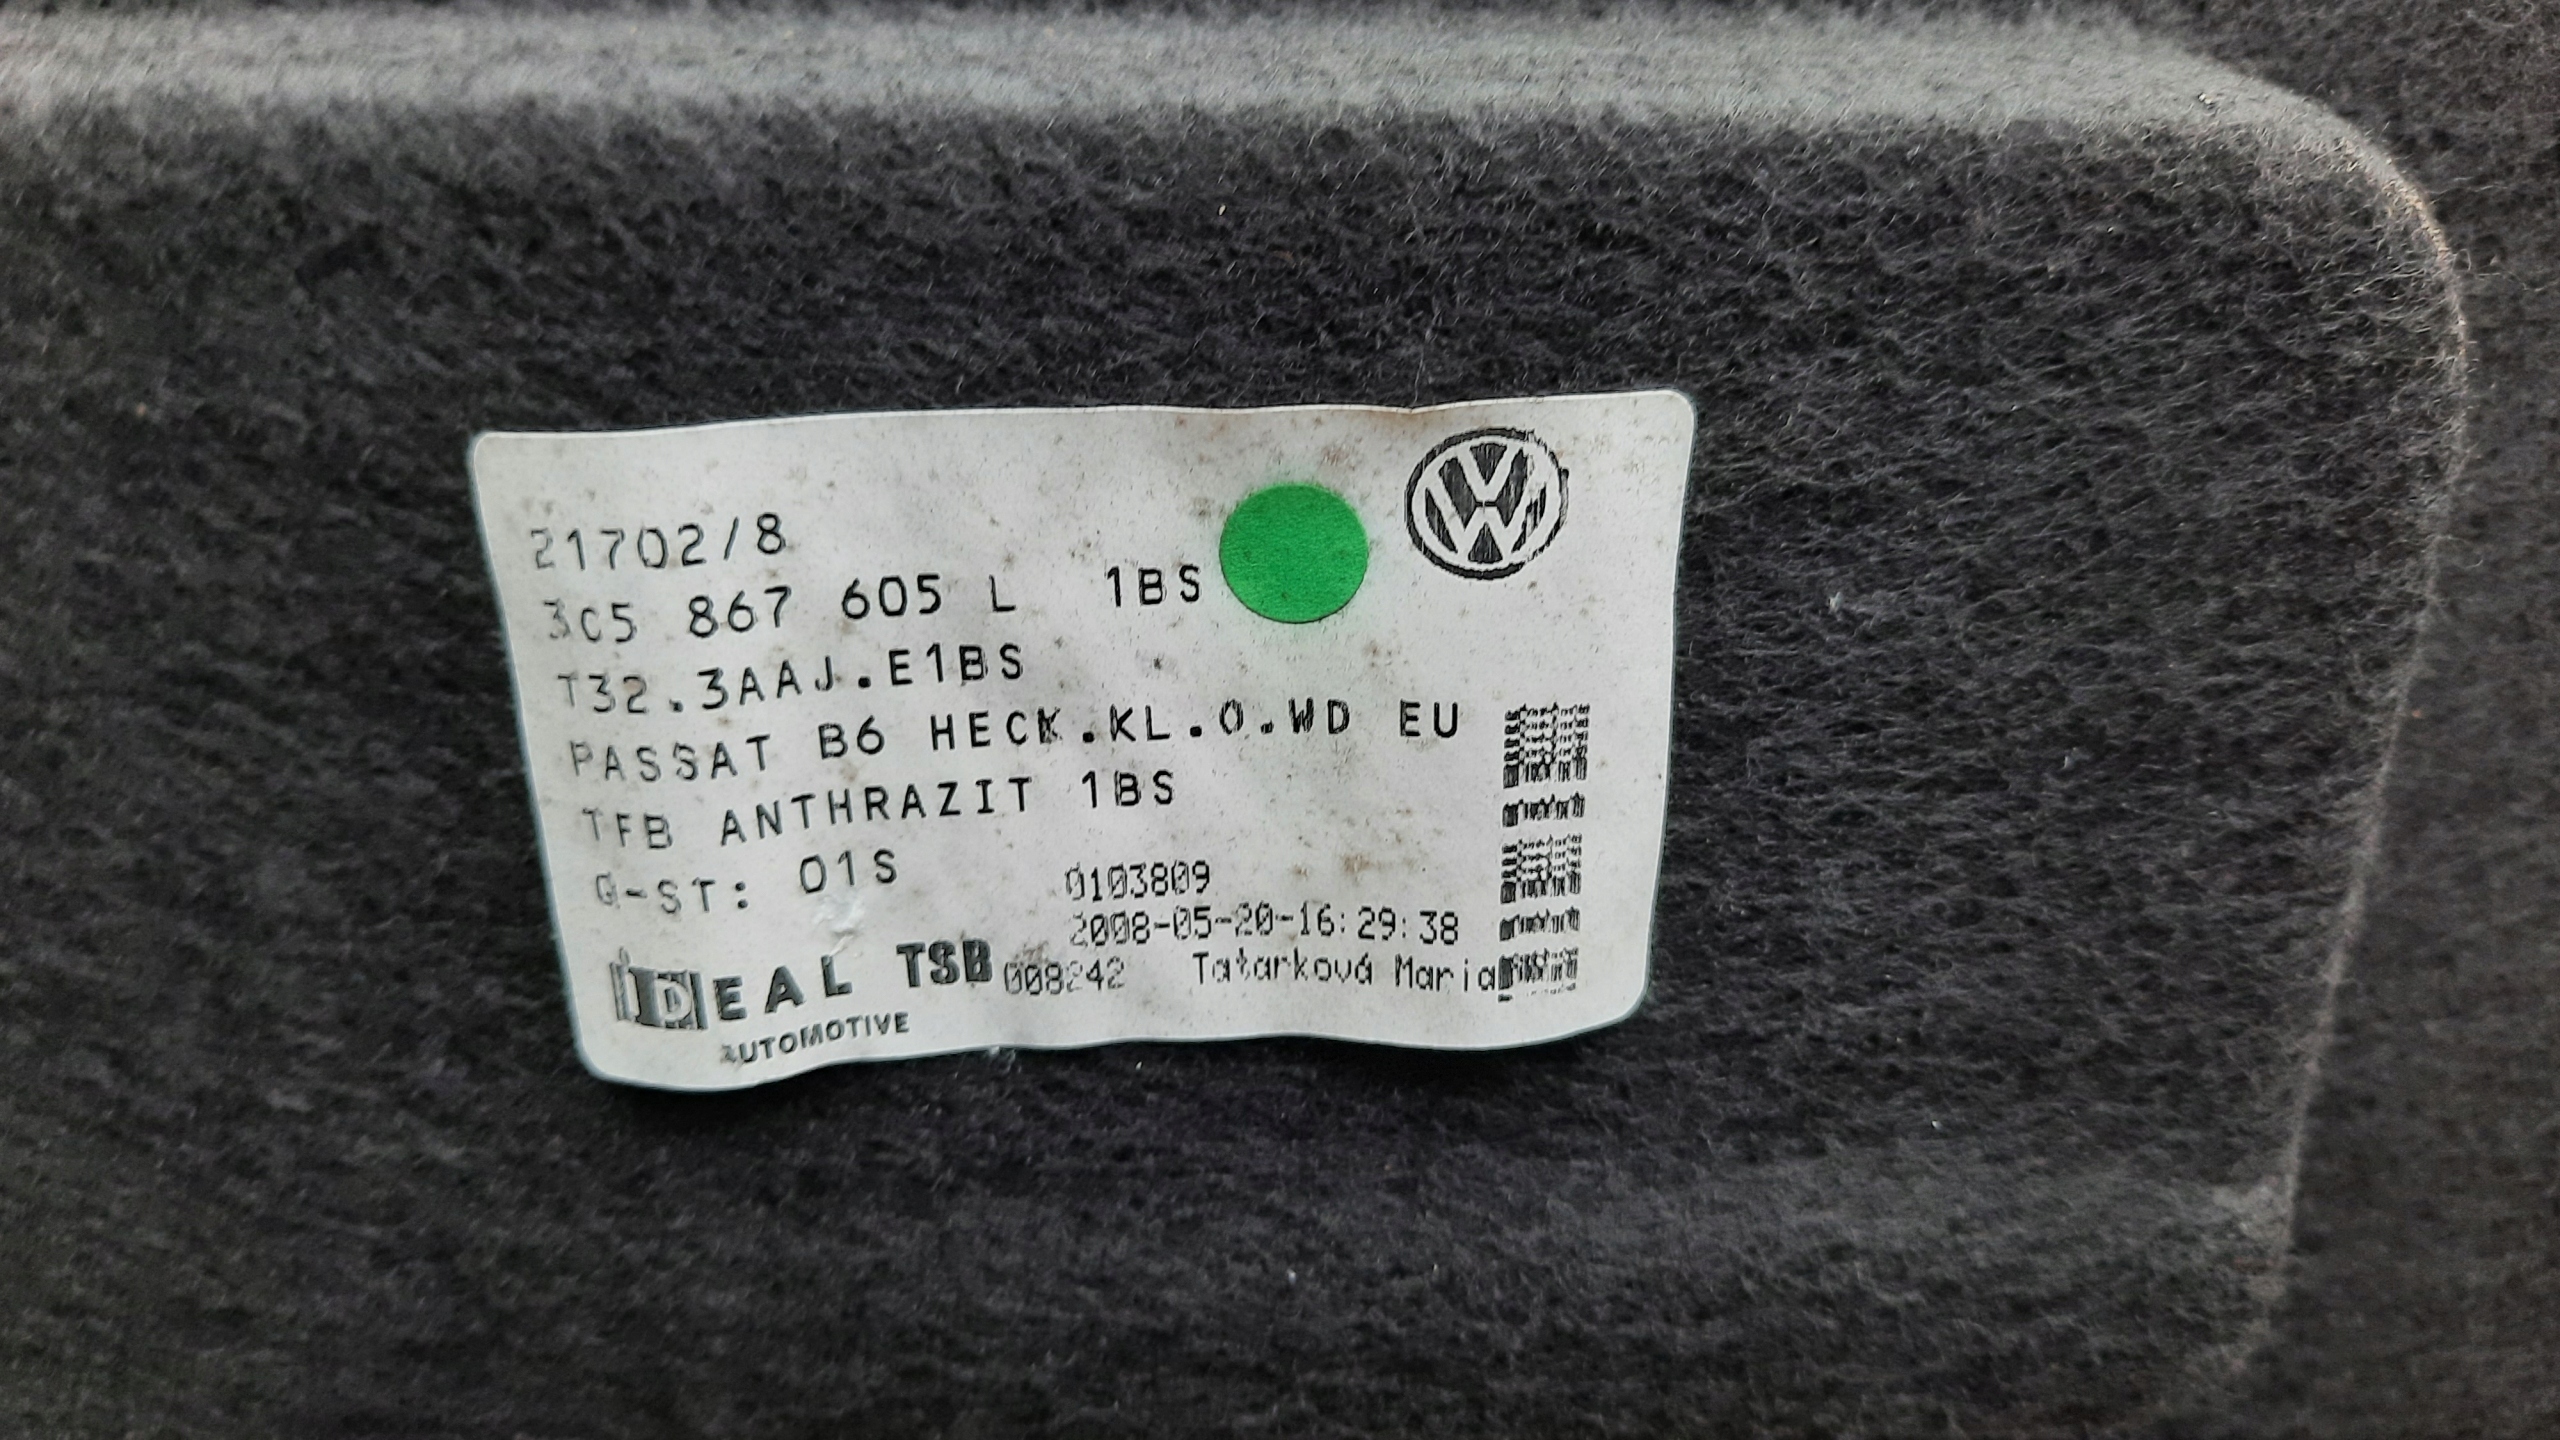 21702/8
3C5 867 605 L 1BS
T32.3AAJ.E1BS
PASSAT B6 HECK.KL.O.WD EU
TFB ANTHRAZIT 1BS
G-ST: 01S
0103809
2008-05-20-16:29:38
IDEAL TSB 008242 Tatarková Maria
AUTOMOTIVE
VW